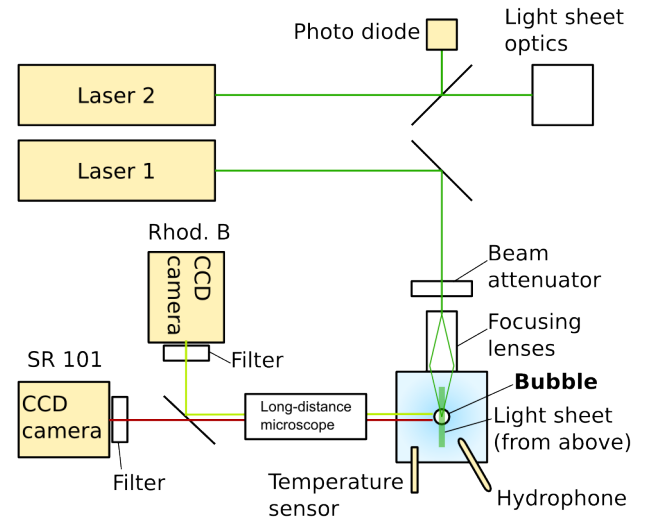 Photo diode
Light sheet
optics
Laser 2
Laser 1
Rhod. B
CCD
camera
Beam
attenuator
Focusing
lenses
Filter
SR 101
CCD
camera
Long-distance
microscope
Bubble
Light sheet
(from above)
Filter
Temperature
sensor
Hydrophone